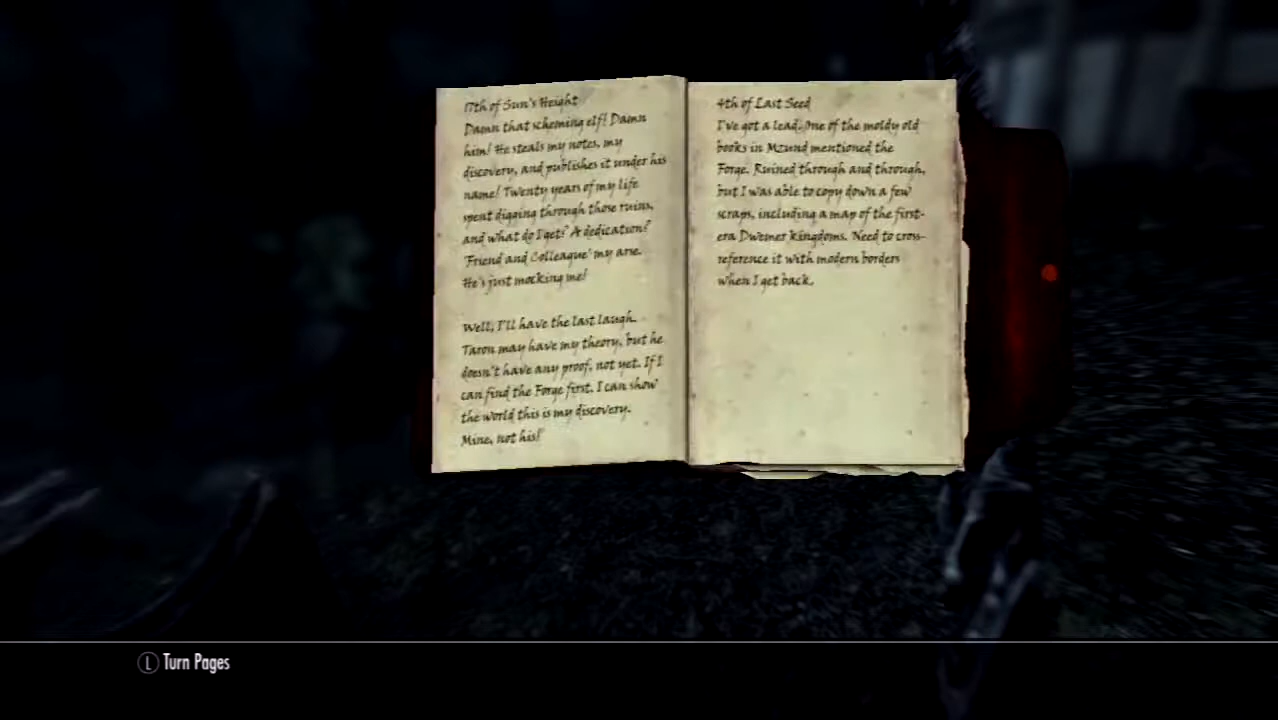 17th of Sun's Height
Damn that scheming elf! Damn
him! He steals my notes, my
discovery, and publishes it under his
name! Twenty years of my life
spent digging through those ruins,
and what do I get? A dedication?
'Friend and Colleague' my arse.
He's just mocking me!
Well, I'll have the last laugh.
Taron may have my theory, but he
doesn't have any proof, not yet. If I
can find the Forge first, I can show
the world this is my discovery.
Mine, not his!
4th of Last Seed
I've got a lead. One of the moldy old
books in Mzund mentioned the
Forge. Ruined through and through,
but I was able to copy down a few
scraps, including a map of the first-
era Dwemer kingdoms. Need to cross-
reference it with modern borders
when I get back.
L Turn Pages